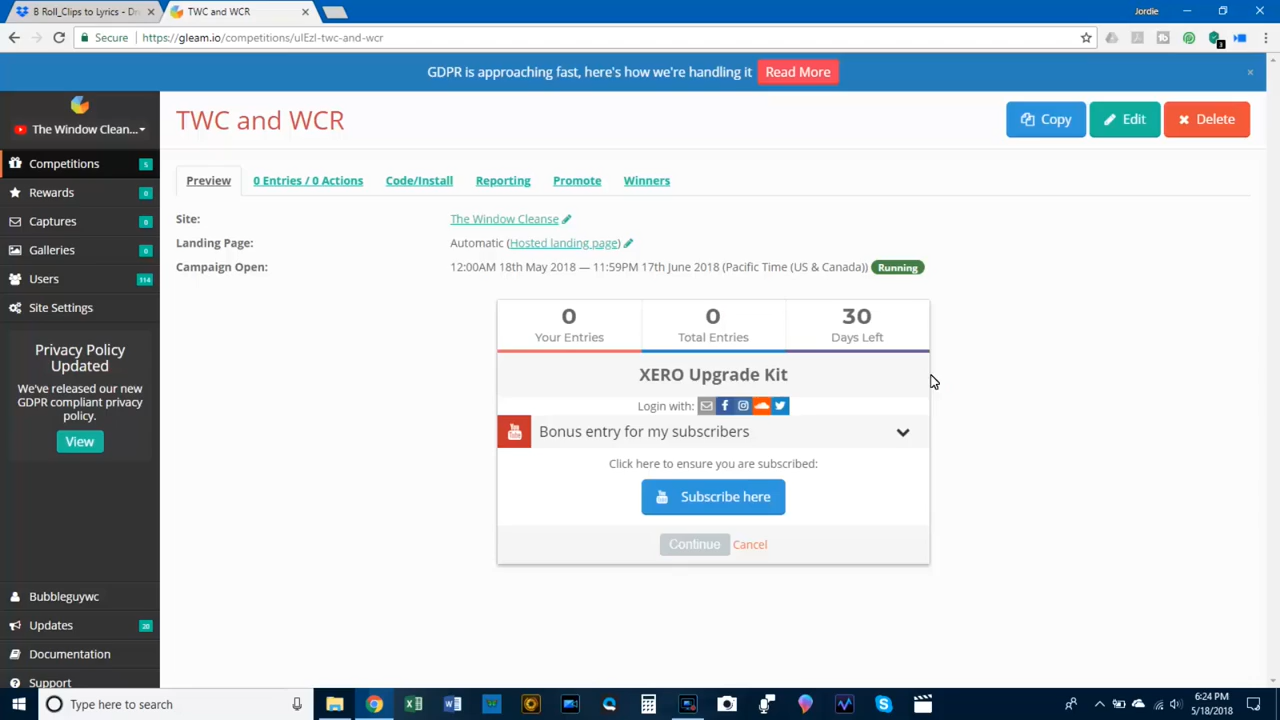 B Roll_Clips to Lyrics - Dr
TWC and WCR
Jordie
Secure
https://gleam.io/competitions/ulEzI-twc-and-wcr
3
GDPR is approaching fast, here's how we're handling it
Read More
The Window Clean...
TWC and WCR
Copy
Edit
Delete
Competitions 5
Rewards 0
Captures 0
Galleries 0
Users 114
Site Settings
Preview
0 Entries / 0 Actions
Code/Install
Reporting
Promote
Winners
Site: The Window Cleanse
Landing Page: Automatic (Hosted landing page)
Campaign Open: 12:00AM 18th May 2018 — 11:59PM 17th June 2018 (Pacific Time (US & Canada)) Running
Privacy Policy
Updated
We've released our new
GDPR compliant privacy
policy.
View
0 0 30
Your Entries Total Entries Days Left
XERO Upgrade Kit
Login with:
Bonus entry for my subscribers
Click here to ensure you are subscribed:
Subscribe here
Continue Cancel
Bubbleguywc
Updates 20
Documentation
Support
Type here to search
6:24 PM
5/18/2018